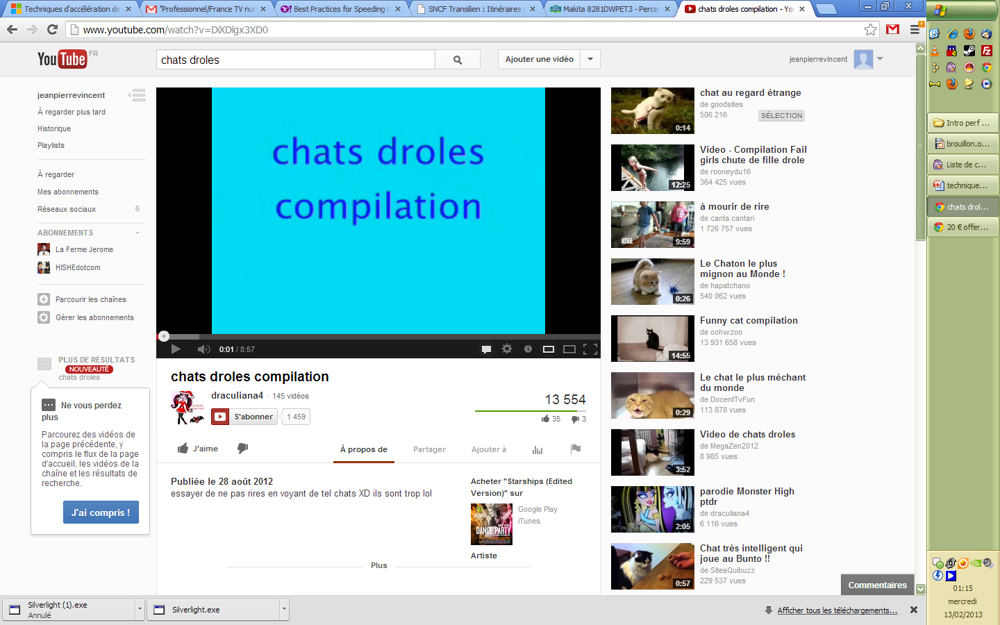 Techniques d'accélération de
"Professionnel/France TV nur
Best Practices for Speeding U
SNCF Transilien : Itinéraires
Makita 8281DWPET3 - Percer
chats droles compilation - You
www.youtube.com/watch?v=DiXDlgx3XD0
YouTube FR
chats droles
Ajouter une vidéo
jeanpierrevincent
jeanpierrevincent
À regarder plus tard
Historique
Playlists
À regarder
Mes abonnements
Réseaux sociaux 6
ABONNEMENTS
La Ferme Jerome
HISHEdotcom
Parcourir les chaînes
Gérer les abonnements
PLUS DE RÉSULTATS
NOUVEAUTÉ
chats droles
Ne vous perdez
plus
Parcourez des vidéos de
la page précédente, y
compris le flux de la page
d'accueil, les vidéos de la
chaîne et les résultats de
recherche.
J'ai compris !
chats droles
compilation
0:01 / 8:57
chats droles compilation
draculiana4 · 145 vidéos
S'abonner 1 459
13 554
35 3
J'aime
À propos de
Partager
Ajouter à
Publiée le 28 août 2012
essayer de ne pas rires en voyant de tel chats XD ils sont trop lol
Acheter "Starships (Edited
Version)" sur
DANCE PARTY
Google Play
iTunes
Artiste
Plus
0:14
chat au regard étrange
de goodsites
506 216 SÉLECTION
12:25
Video - Compilation Fail
girls chute de fille drole
de rooneydu16
364 425 vues
9:59
à mourir de rire
de canta cantari
1 726 757 vues
0:26
Le Chaton le plus
mignon au Monde !
de hapatchano
540 062 vues
14:55
Funny cat compilation
de oohwzoo
13 931 658 vues
0:29
Le chat le plus méchant
du monde
de DocentTvFun
113 878 vues
3:52
Video de chats droles
de MegaZen2012
8 985 vues
2:05
parodie Monster High
ptdr
de draculiana4
6 116 vues
0:57
Chat très intelligent qui
joue au Bunto !!
de SitesQuibuzz
229 537 vues
Commentaires
Silverlight (1).exe
Annulé
Silverlight.exe
Afficher tous les téléchargements...
Intro perf ...
brouillon.o...
Liste de c...
technique...
chats drol...
20 € offer...
01:15
mercredi
13/02/2013